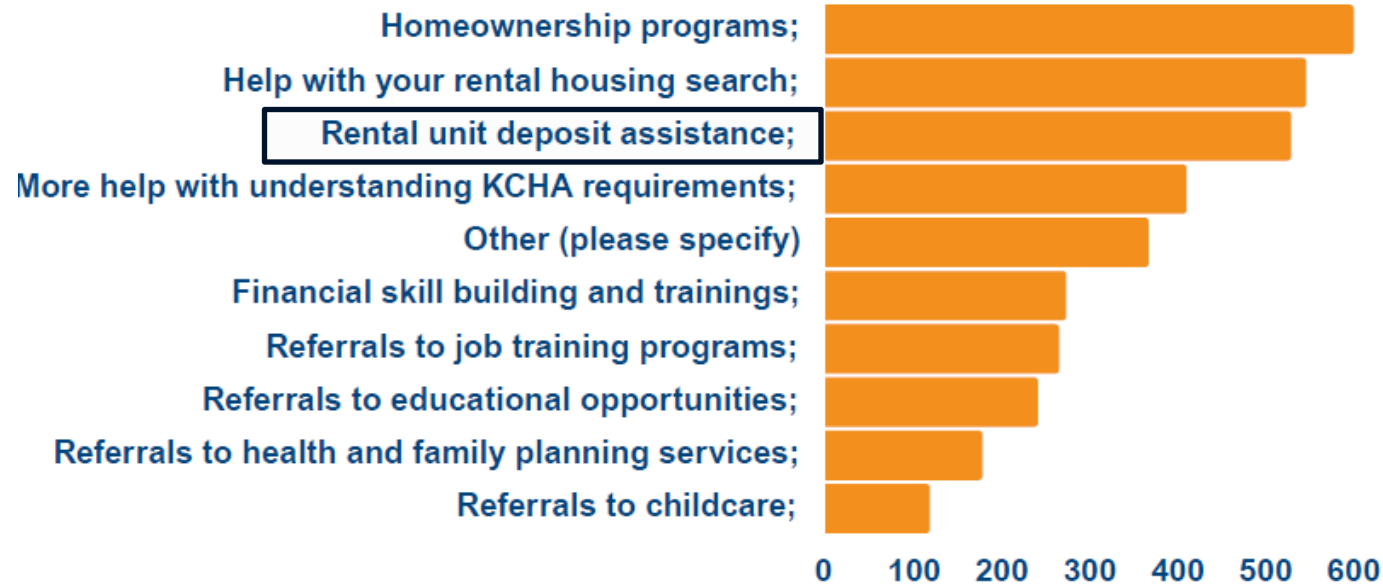 Homeownership programs;
Help with your rental housing search;
Rental unit deposit assistance;
More help with understanding KCHA requirements;
Other (please specify)
Financial skill building and trainings;
Referrals to job training programs;
Referrals to educational opportunities;
Referrals to health and family planning services;
Referrals to childcare;
0 100 200 300 400 500 600